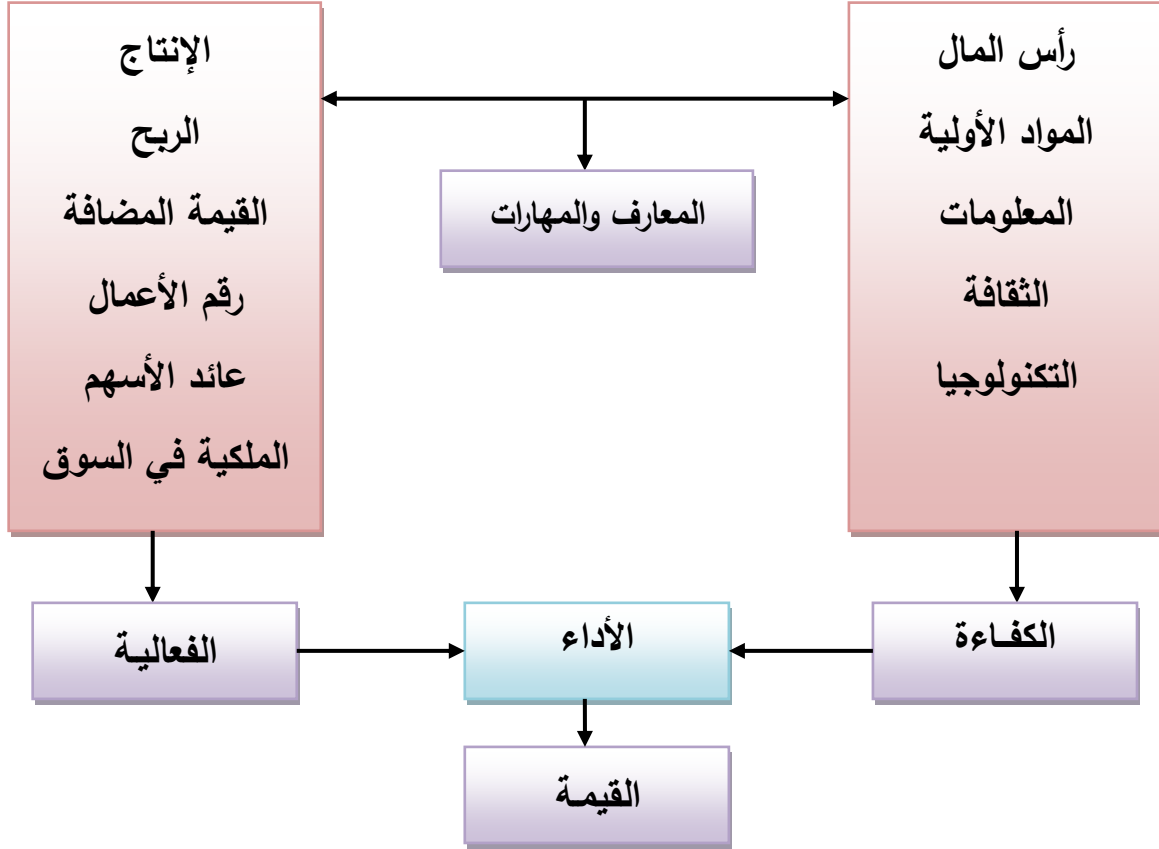 رأس المال
المواد الأولية
المعلومات
الثقافة
التكنولوجيا
الإنتاج
الربح
القيمة المضافة
رقم الأعمال
عائد الأسهم
الملكية في السوق
المعارف والمهارات
الكفـاءة
الأداء
الفعاليـة
القيمـة